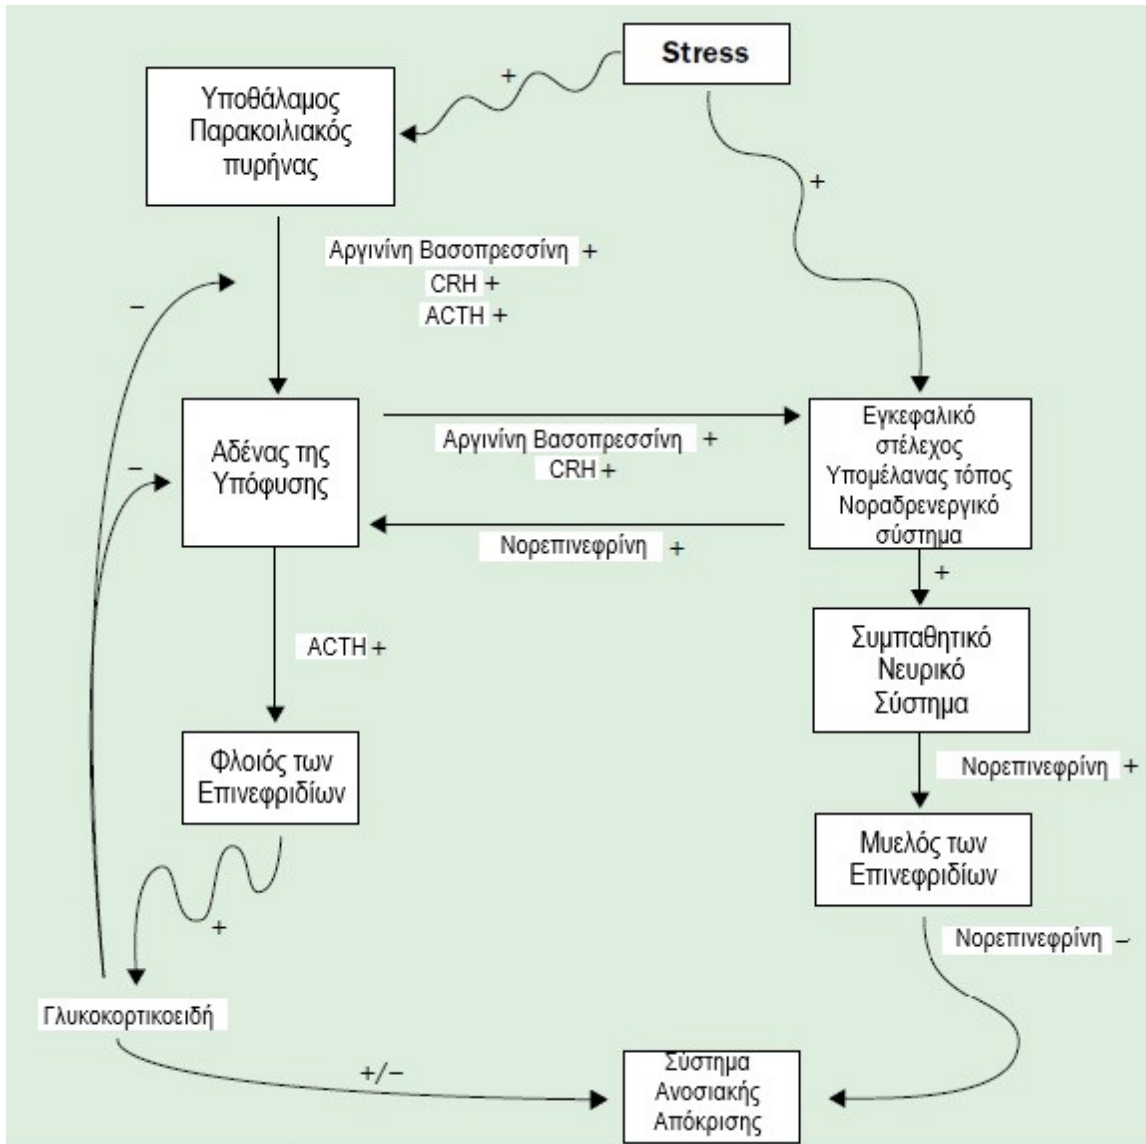 Stress
+
Υποθάλαμος
Παρακοιλιακός
πυρήνας
+
Αργινίνη Βασοπρεσσίνη +
CRH +
ACTH +
–
Αδένας της
Υπόφυσης
–
Αργινίνη Βασοπρεσσίνη +
CRH +
Νορεπινεφρίνη +
Εγκεφαλικό
στέλεχος
Υπομέλανας τόπος
Νοραδρενεργικό
σύστημα
+
ACTH +
Συμπαθητικό
Νευρικό
Σύστημα
Φλοιός των
Επινεφριδίων
Νορεπινεφρίνη +
Μυελός των
Επινεφριδίων
+
Νορεπινεφρίνη –
Γλυκοκορτικοειδή
+/–
Σύστημα
Ανοσιακής
Απόκρισης